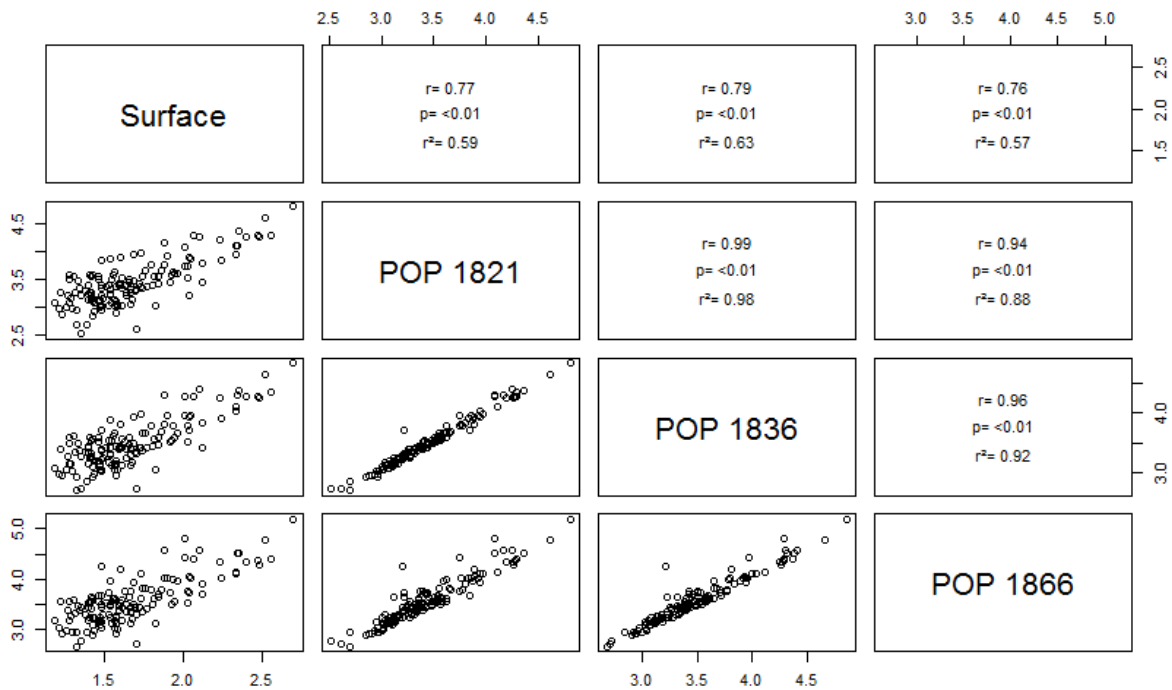 2.5 3.0 3.5 4.0 4.5
3.0 3.5 4.0 4.5 5.0
Surface
r= 0.77
p= <0.01
r²= 0.59
r= 0.79
p= <0.01
r²= 0.63
r= 0.76
p= <0.01
r²= 0.57
1.5 2.0 2.5
2.5 3.5 4.5
POP 1821
r= 0.99
p= <0.01
r²= 0.98
r= 0.94
p= <0.01
r²= 0.88
POP 1836
r= 0.96
p= <0.01
r²= 0.92
3.0 4.0
3.0 4.0 5.0
POP 1866
1.5 2.0 2.5
3.0 3.5 4.0 4.5